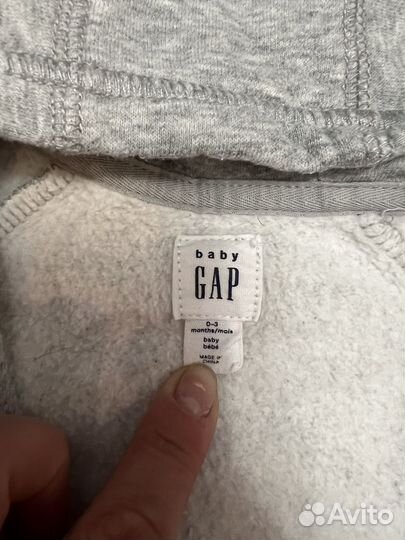 baby
GAP
0-3
months/mois
baby
bébé
MADE IN
CHINA
Avito